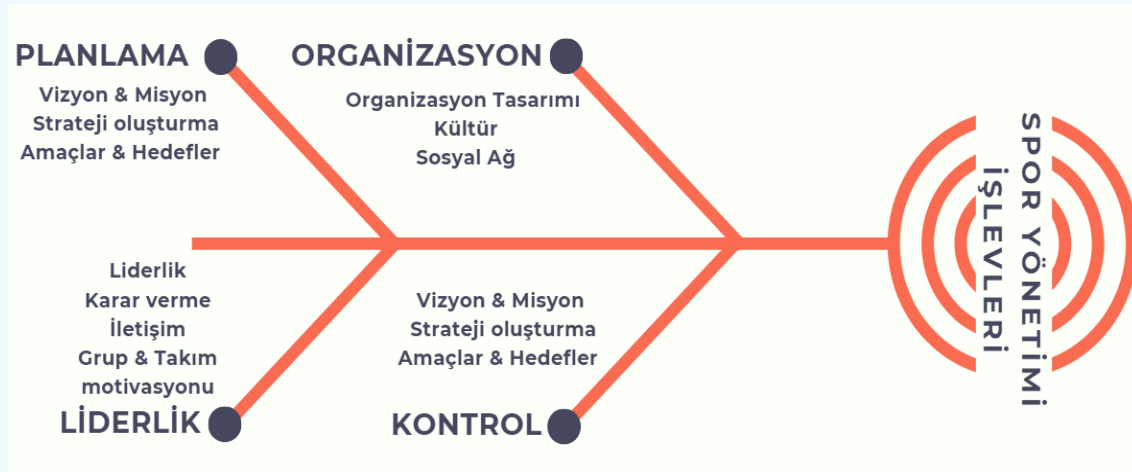 PLANLAMA
Vizyon & Misyon
Strateji oluşturma
Amaçlar & Hedefler
ORGANİZASYON
Organizasyon Tasarımı
Kültür
Sosyal Ağ
Liderlik
Karar verme
İletişim
Grup & Takım
motivasyonu
LİDERLİK
Vizyon & Misyon
Strateji oluşturma
Amaçlar & Hedefler
KONTROL
SPOR YÖNETİMİ
İŞLEVLERİ